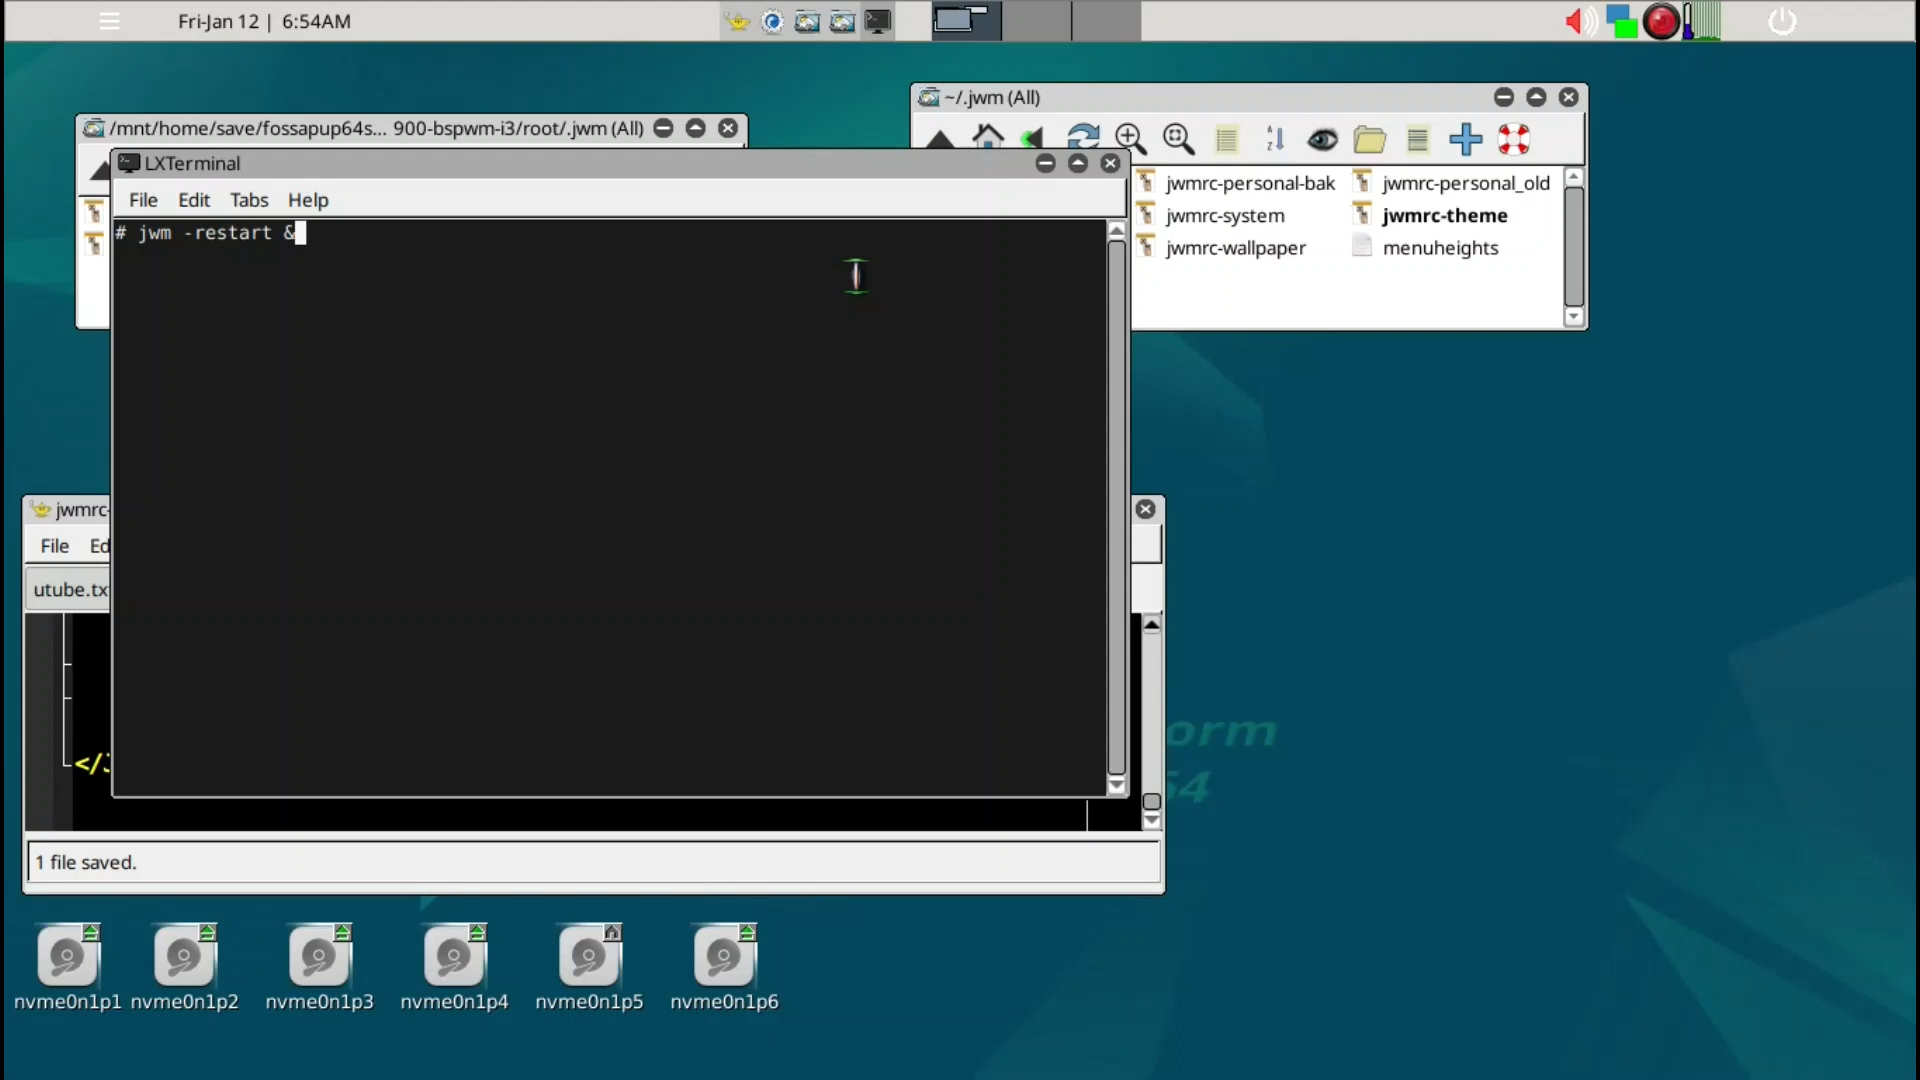 Fri-Jan 12 | 6:54AM
~/.jwm (All)
/mnt/home/save/fossapup64s... 900-bspwm-i3/root/.jwm (All)
LXTerminal
File Edit Tabs Help
# jwm -restart &
jwmrc-personal-bak
jwmrc-personal_old
jwmrc-system
jwmrc-theme
jwmrc-wallpaper
menuheights
jwmrc-
File Ed
utube.tx
</J
orm
64
1 file saved.
nvme0n1p1 nvme0n1p2 nvme0n1p3 nvme0n1p4 nvme0n1p5 nvme0n1p6